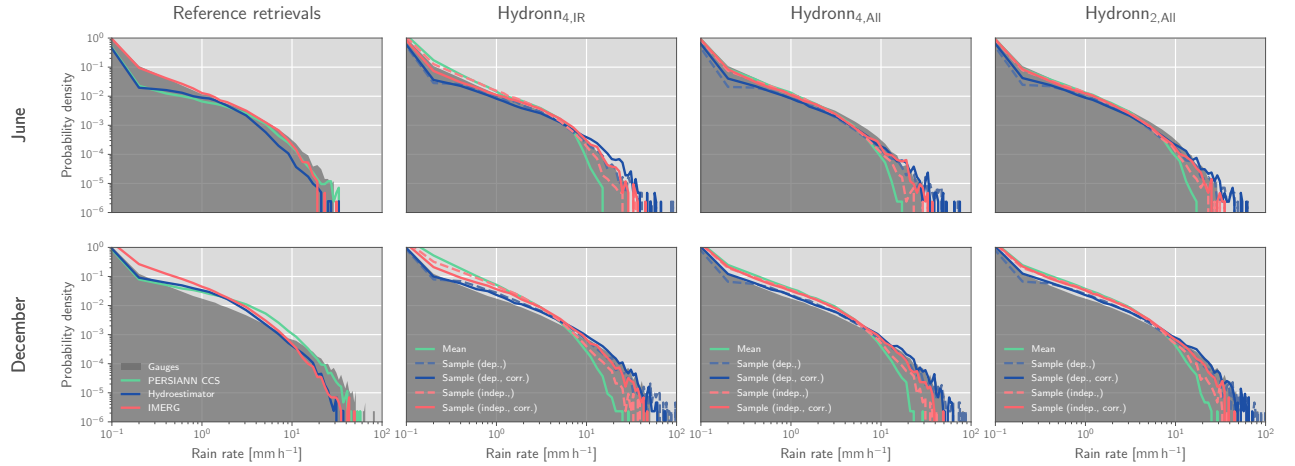 Reference retrievals
Hydronn4,IR
Hydronn4,All
Hydronn2,All
June
Probability density
10^0
10^−1
10^−2
10^−3
10^−4
10^−5
10^−6
December
Probability density
10^0
10^−1
10^−2
10^−3
10^−4
10^−5
10^−6
Gauges
PERSIANN CCS
Hydroestimator
IMERG
Mean
Sample (dep.,)
Sample (dep., corr.)
Sample (indep.,)
Sample (indep., corr.)
Mean
Sample (dep.,)
Sample (dep., corr.)
Sample (indep.,)
Sample (indep., corr.)
Mean
Sample (dep.,)
Sample (dep., corr.)
Sample (indep.,)
Sample (indep., corr.)
10^−1 10^0 10^1 10^2
10^−1 10^0 10^1 10^2
10^−1 10^0 10^1 10^2
10^−1 10^0 10^1 10^2
Rain rate [mm h^−1]
Rain rate [mm h^−1]
Rain rate [mm h^−1]
Rain rate [mm h^−1]